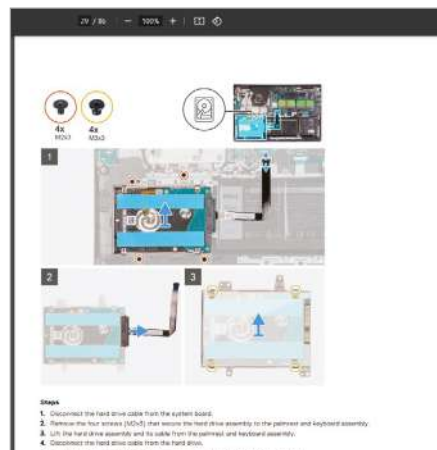 29 / 86 — 100% +
4x 4x
1
2 3
Steps
1. Disconnect the hard drive cable from the system board.
2. Remove the four screws (M2x3) that secure the hard drive assembly to the palmrest and keyboard assembly.
3. Lift the hard drive assembly and its cable from the palmrest and keyboard assembly.
4. Disconnect the hard drive cable from the hard drive.